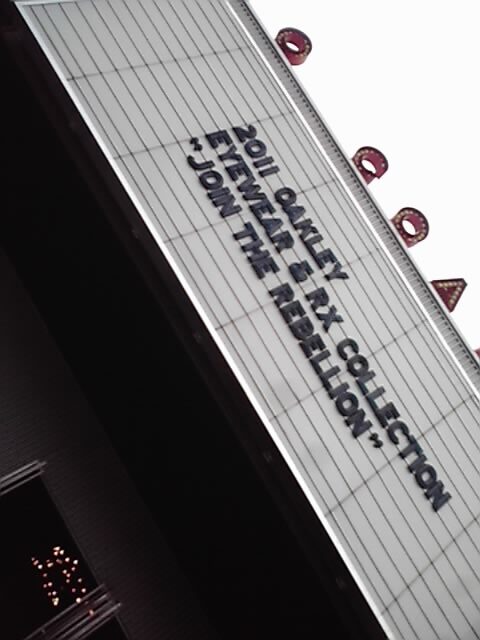 2011 OAKLEY
EYEWEAR & RX COLLECTION
"JOIN THE REBELLION"